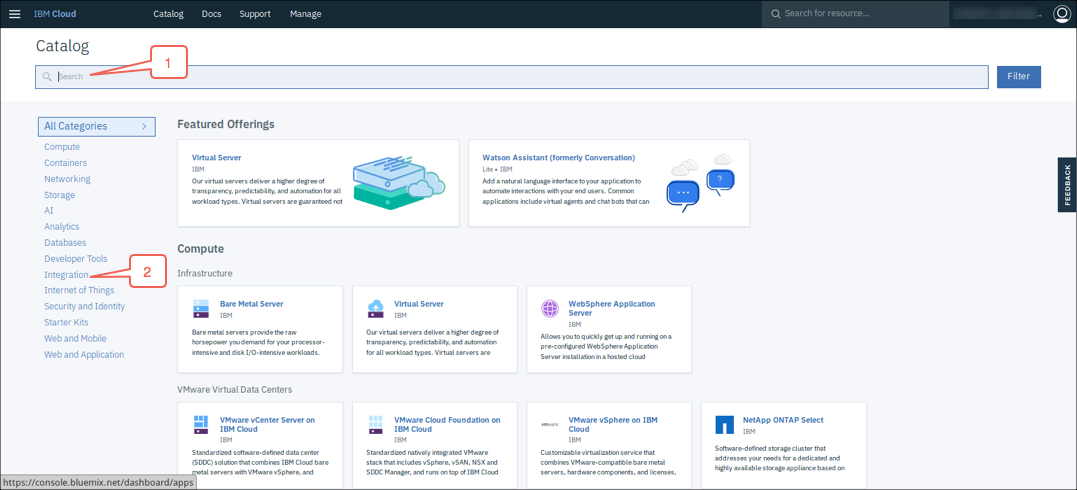 IBM Cloud Catalog Docs Support Manage Search for resource... ..
Catalog
1
Search
Filter
All Categories
Compute
Containers
Networking
Storage
AI
Analytics
Databases
Developer Tools
Integration
2
Internet of Things
Security and Identity
Starter Kits
Web and Mobile
Web and Application
Featured Offerings
Virtual Server
IBM
Our virtual servers deliver a higher degree of
transparency, predictability, and automation for all
workload types. Virtual servers are guaranteed not
Watson Assistant (formerly Conversation)
Lite • IBM
Add a natural language interface to your application to
automate interactions with your end users. Common
applications include virtual agents and chat bots that can
?
FEEDBACK
Compute
Infrastructure
Bare Metal Server
IBM
Bare metal servers provide the raw
horsepower you demand for your processor-
intensive and disk I/O-intensive workloads.
Virtual Server
IBM
Our virtual servers deliver a higher degree of
transparency, predictability, and automation
for all workload types. Virtual servers are
WebSphere Application
Server
IBM
Allows you to quickly get up and running on a
pre-configured WebSphere Application
Server installation in a hosted cloud
VMware Virtual Data Centers
VMware vCenter Server on
IBM Cloud
IBM
Standardized software-defined data center
(SDDC) solution that combines IBM Cloud bare
metal servers with VMware vSphere, and
VMware Cloud Foundation on
IBM Cloud
IBM
Standardized natively integrated VMware
stack that includes vSphere, vSAN, NSX and
SDDC Manager, and runs on top of IBM Cloud
vmware
VMware vSphere on IBM
Cloud
IBM
Customizable virtualization service that
combines VMware-compatible bare metal
servers, hardware components, and licenses,
NetApp ONTAP Select
IBM
Software-defined storage cluster that
addresses your needs for a dedicated and
highly available storage appliance based on
https://console.bluemix.net/dashboard/apps